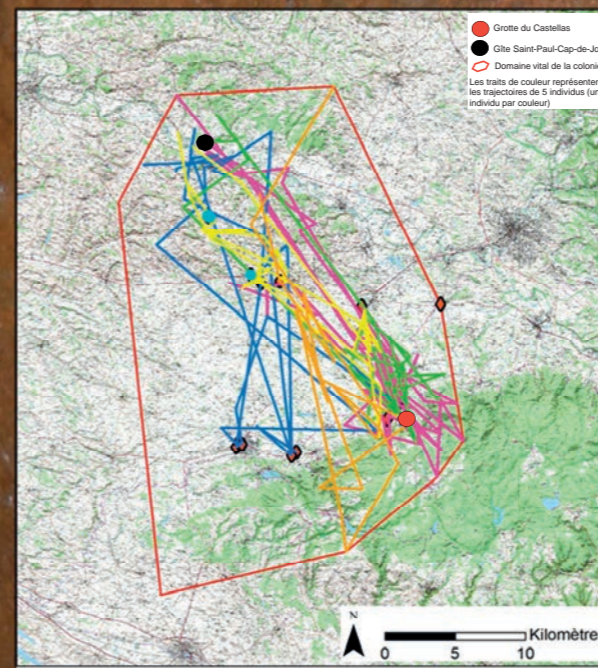 Grotte du Castellas
Gîte Saint-Paul-Cap-de-Jo
Domaine vital de la colonie
Les traits de couleur représenten
les trajectoires de 5 individus (un
individu par couleur)
N
Kilomètre
0 5 10